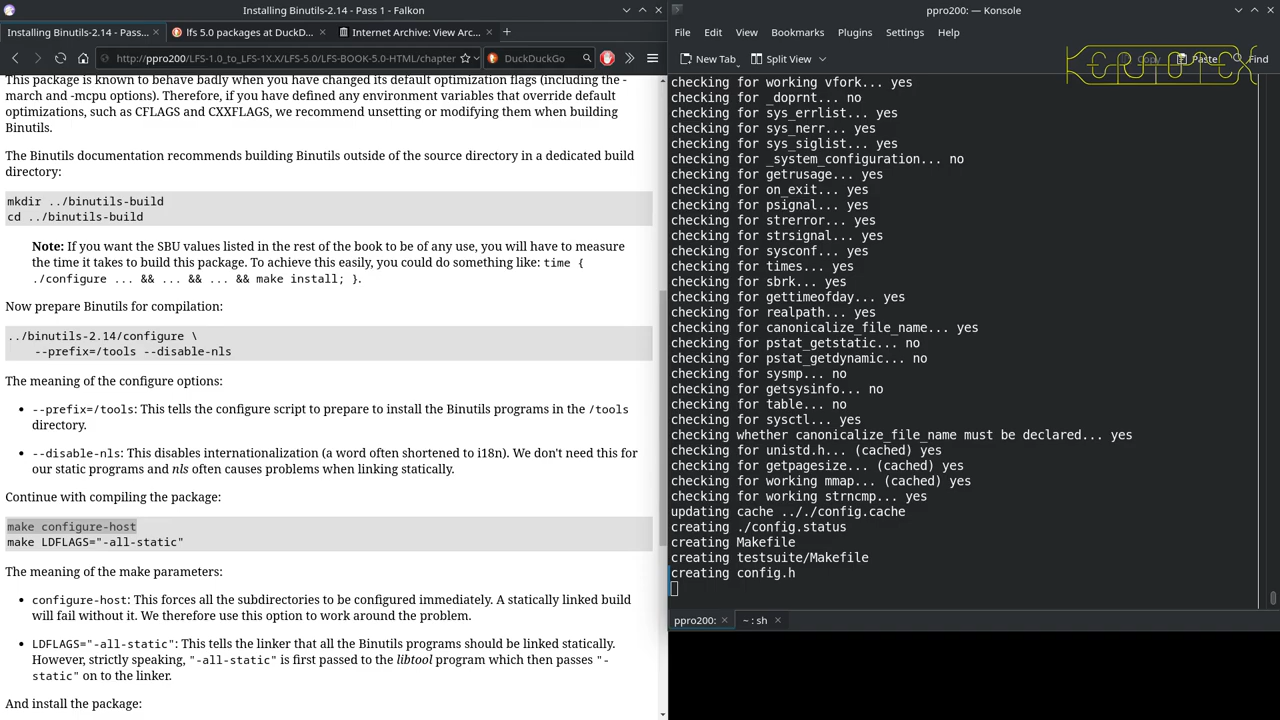 Installing Binutils-2.14 - Pass 1 - Falkon
Installing Binutils-2.14 - Pass...
lfs 5.0 packages at DuckD...
Internet Archive: View Arc...
http://ppro200/LFS-1.0_to_LFS-1X.X/LFS-5.0/LFS-BOOK-5.0-HTML/chapter
DuckDuckGo
This package is known to behave badly when you have changed its default optimization flags (including the -
march and -mcpu options). Therefore, if you have defined any environment variables that override default
optimizations, such as CFLAGS and CXXFLAGS, we recommend unsetting or modifying them when building
Binutils.
The Binutils documentation recommends building Binutils outside of the source directory in a dedicated build
directory:
mkdir ../binutils-build
cd ../binutils-build
Note: If you want the SBU values listed in the rest of the book to be of any use, you will have to measure
the time it takes to build this package. To achieve this easily, you could do something like: time {
./configure ... && ... && ... && make install; }.
Now prepare Binutils for compilation:
../binutils-2.14/configure \
--prefix=/tools --disable-nls
The meaning of the configure options:
--prefix=/tools: This tells the configure script to prepare to install the Binutils programs in the /tools
directory.
--disable-nls: This disables internationalization (a word often shortened to i18n). We don't need this for
our static programs and nls often causes problems when linking statically.
Continue with compiling the package:
make configure-host
make LDFLAGS="-all-static"
The meaning of the make parameters:
configure-host: This forces all the subdirectories to be configured immediately. A statically linked build
will fail without it. We therefore use this option to work around the problem.
LDFLAGS="-all-static": This tells the linker that all the Binutils programs should be linked statically.
However, strictly speaking, "-all-static" is first passed to the libtool program which then passes "-
static" on to the linker.
And install the package:
ppro200: — Konsole
File Edit View Bookmarks Plugins Settings Help
New Tab Split View Copy Paste Find
checking for working vfork... yes
checking for _doprnt... no
checking for sys_errlist... yes
checking for sys_nerr... yes
checking for sys_siglist... yes
checking for _system_configuration... no
checking for getrusage... yes
checking for on_exit... yes
checking for psignal... yes
checking for strerror... yes
checking for strsignal... yes
checking for sysconf... yes
checking for times... yes
checking for sbrk... yes
checking for gettimeofday... yes
checking for realpath... yes
checking for canonicalize_file_name... yes
checking for pstat_getstatic... no
checking for pstat_getdynamic... no
checking for sysmp... no
checking for getsysinfo... no
checking for table... no
checking for sysctl... yes
checking whether canonicalize_file_name must be declared... yes
checking for unistd.h... (cached) yes
checking for getpagesize... (cached) yes
checking for working mmap... (cached) yes
checking for working strncmp... yes
updating cache .././config.cache
creating ./config.status
creating Makefile
creating testsuite/Makefile
creating config.h
ppro200:
~ : sh